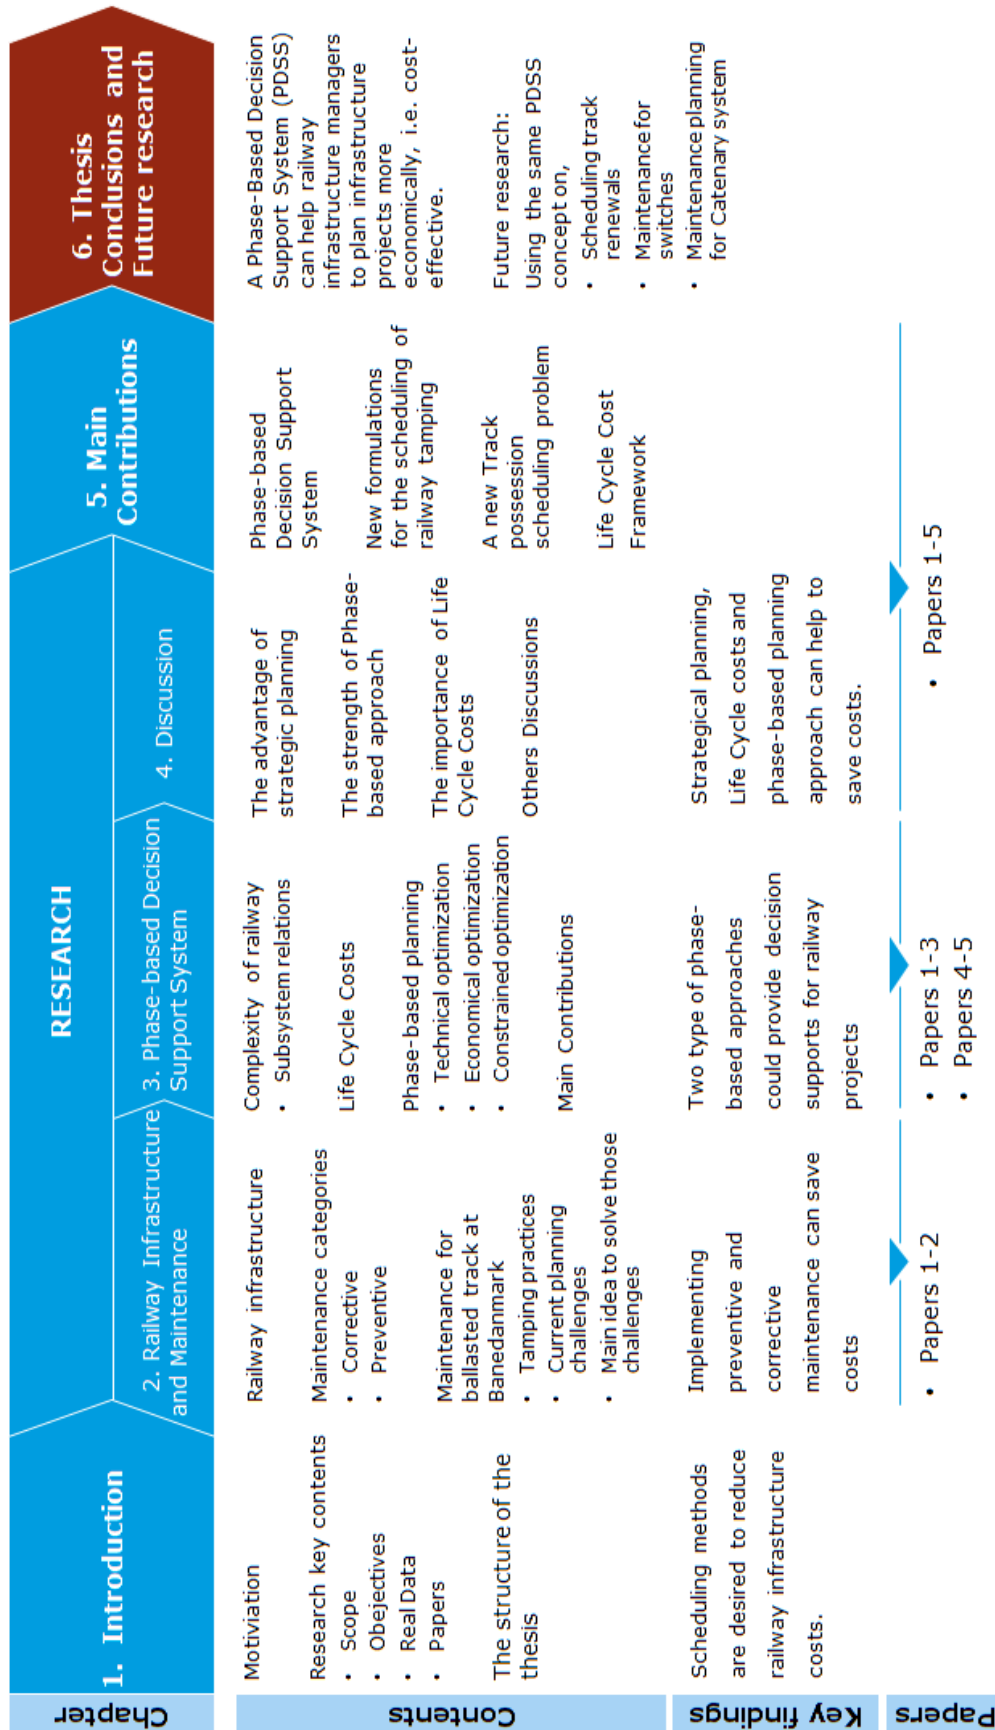 Chapter
1. Introduction
RESEARCH
2. Railway Infrastructure
and Maintenance
3. Phase-based Decision
Support System
4. Discussion
5. Main
Contributions
6. Thesis
Conclusions and
Future research
Contents
Motiviation
Research key contents
• Scope
• Obejectives
• Real Data
• Papers
The structure of the
thesis
Railway infrastructure
Maintenance categories
• Corrective
• Preventive
Maintenance for
ballasted track at
Banedanmark
• Tamping practices
• Current planning
challenges
• Main idea to solve those
challenges
Complexity of railway
• Subsystem relations
Life Cycle Costs
Phase-based planning
• Technical optimization
• Economical optimization
• Constrained optimization
Main Contributions
The advantage of
strategic planning
The strength of Phase-
based approach
The importance of Life
Cycle Costs
Others Discussions
Phase-based
Decision Support
System
New formulations
for the scheduling of
railway tamping
A new Track
possession
scheduling problem
Life Cycle Cost
Framework
A Phase-Based Decision
Support System (PDSS)
can help railway
infrastructure managers
to plan infrastructure
projects more
economically, i.e. cost-
effective.
Future research:
Using the same PDSS
concept on,
• Scheduling track
renewals
• Maintenance for
switches
• Maintenance planning
for Catenary system
Key findings
Scheduling methods
are desired to reduce
railway infrastructure
costs.
Implementing
preventive and
corrective
maintenance can save
costs
Two type of phase-
based approaches
could provide decision
supports for railway
projects
Strategical planning,
Life Cycle costs and
phase-based planning
approach can help to
save costs.
Papers
• Papers 1-2
• Papers 1-3
• Papers 4-5
• Papers 1-5